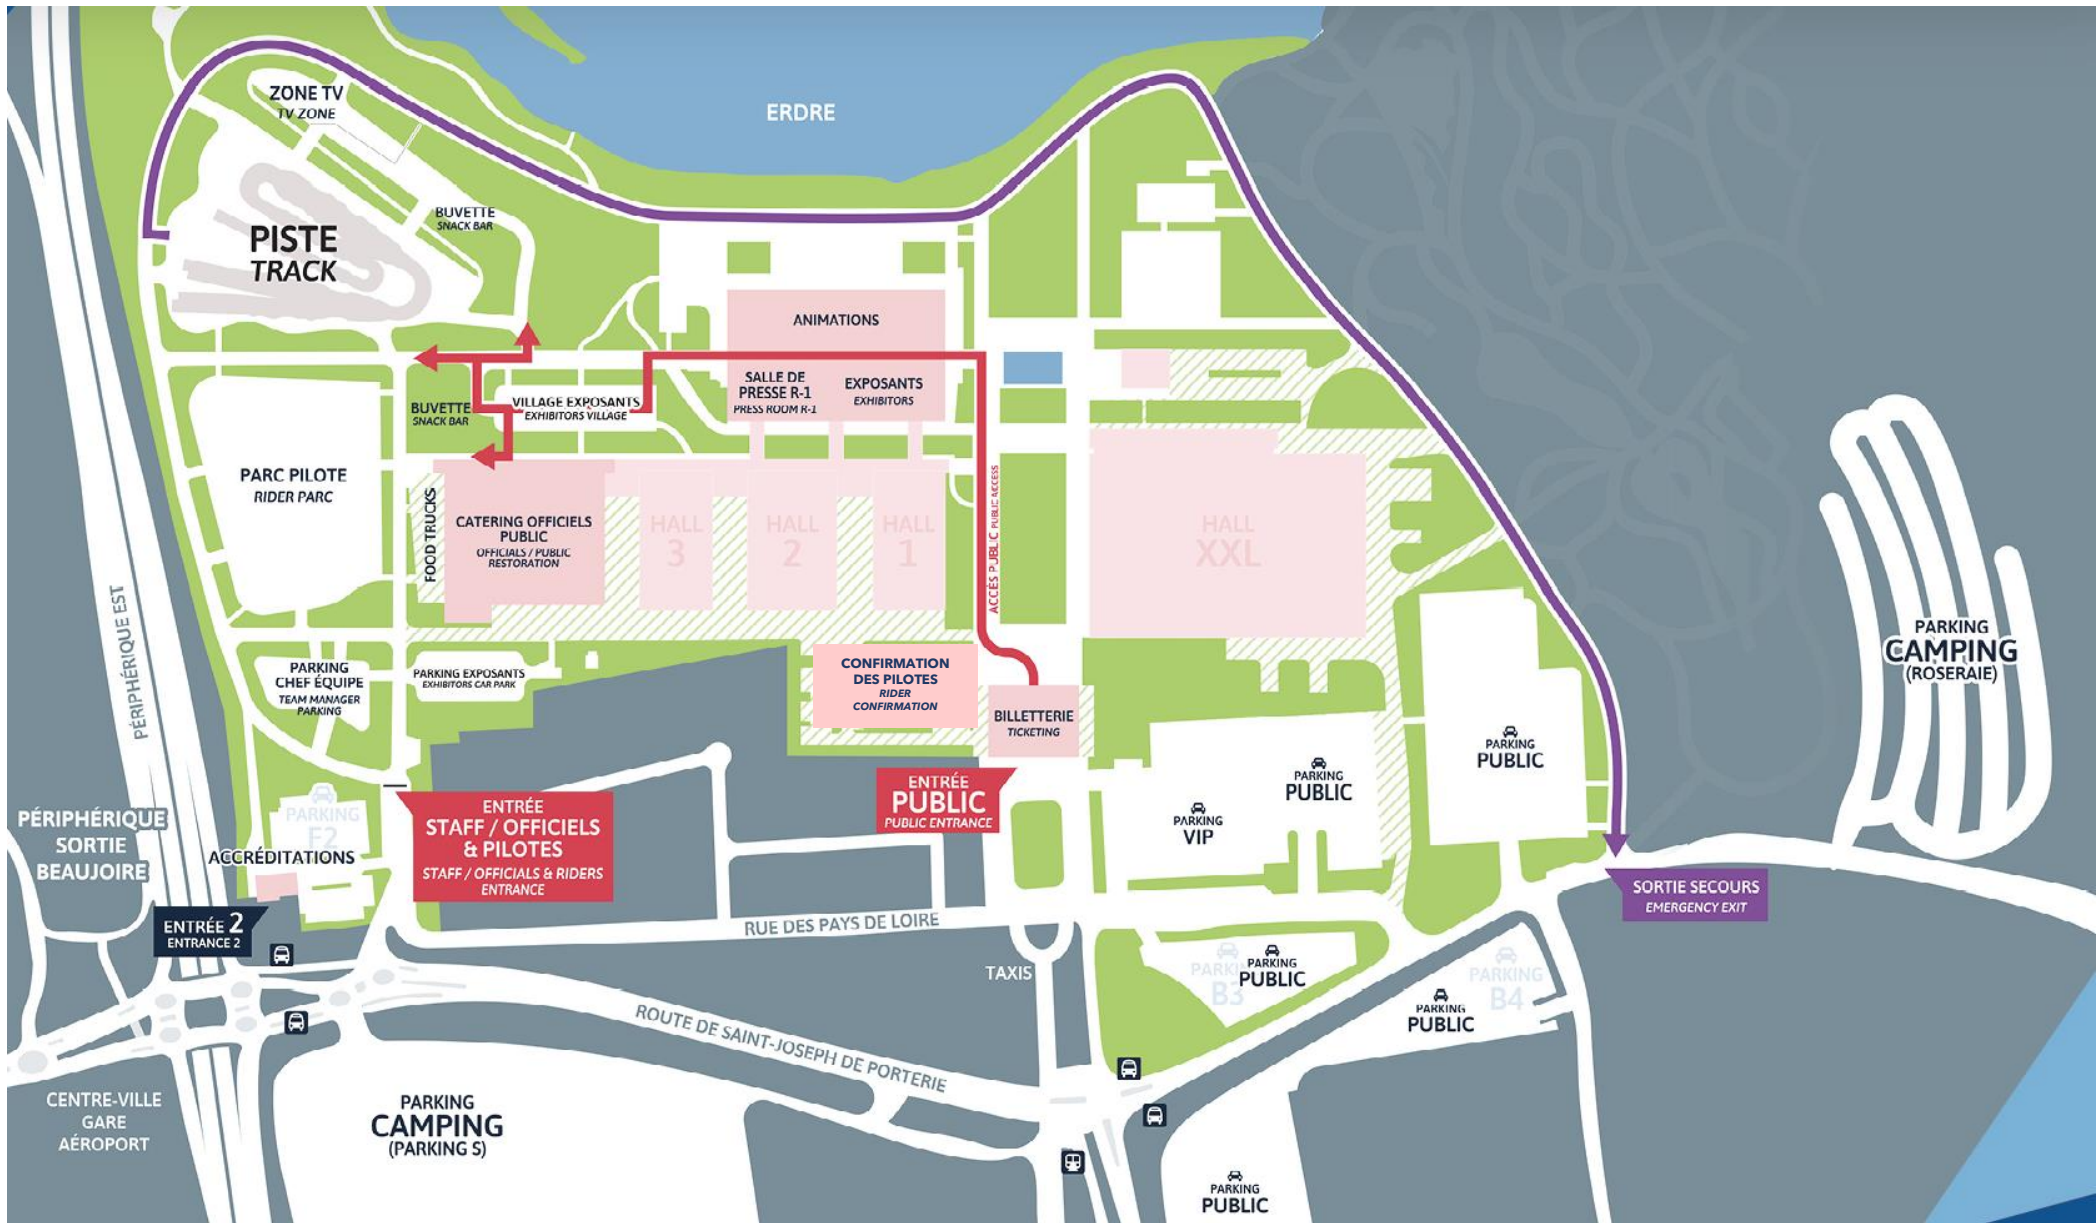 ZONE TV
TV ZONE
ERDRE
BUVETTE
SNACK BAR
PISTE
TRACK
ANIMATIONS
SALLE DE
PRESSE R-1
PRESS ROOM R-1
EXPOSANTS
EXHIBITORS
BUVETTE
SNACK BAR
VILLAGE EXPOSANTS
EXHIBITORS VILLAGE
PARC PILOTE
RIDER PARC
FOOD TRUCKS
CATERING OFFICIELS
PUBLIC
OFFICIALS / PUBLIC
RESTORATION
HALL
3
HALL
2
HALL
1
ACCÈS PUBLIC PUBLIC ACCESS
HALL
XXL
PÉRIPHÉRIQUE EST
PARKING
CHEF ÉQUIPE
TEAM MANAGER
PARKING
PARKING EXPOSANTS
EXHIBITORS CAR PARK
CONFIRMATION
DES PILOTES
RIDER
CONFIRMATION
BILLETTERIE
TICKETING
PARKING
CAMPING
(ROSERAIE)
PARKING
PUBLIC
PARKING
PUBLIC
PARKING
VIP
ENTRÉE
PUBLIC
PUBLIC ENTRANCE
PARKING
F2
ENTRÉE
STAFF / OFFICIELS
& PILOTES
STAFF / OFFICIALS & RIDERS
ENTRANCE
PÉRIPHÉRIQUE
SORTIE
BEAUJOIRE
ACCRÉDITATIONS
ENTRÉE 2
ENTRANCE 2
SORTIE SECOURS
EMERGENCY EXIT
RUE DES PAYS DE LOIRE
TAXIS
PARKING
B3
PARKING
PUBLIC
PARKING
B4
PARKING
PUBLIC
ROUTE DE SAINT-JOSEPH DE PORTERIE
CENTRE-VILLE
GARE
AÉROPORT
PARKING
CAMPING
(PARKING S)
PARKING
PUBLIC